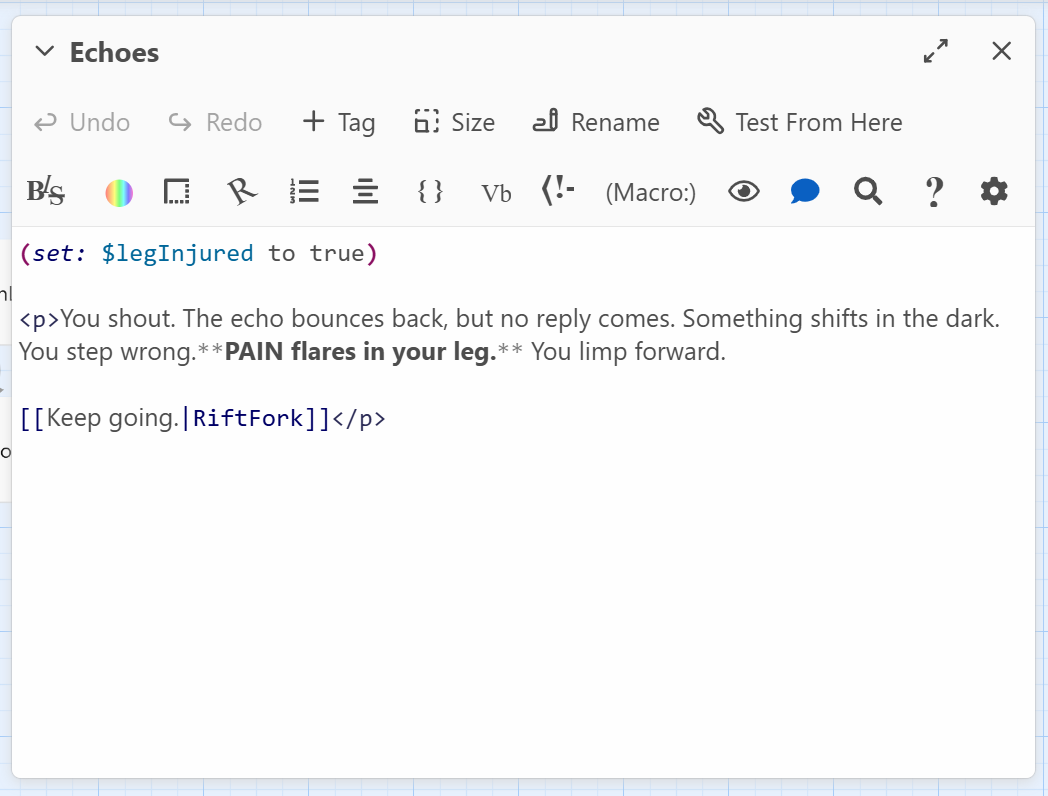 Echoes
Undo Redo + Tag Size Rename Test From Here
B/S { } Vb (!- (Macro:) ?
(set: $legInjured to true)
<p>You shout. The echo bounces back, but no reply comes. Something shifts in the dark.
You step wrong.**PAIN flares in your leg.** You limp forward.
[[Keep going.|RiftFork]]</p>